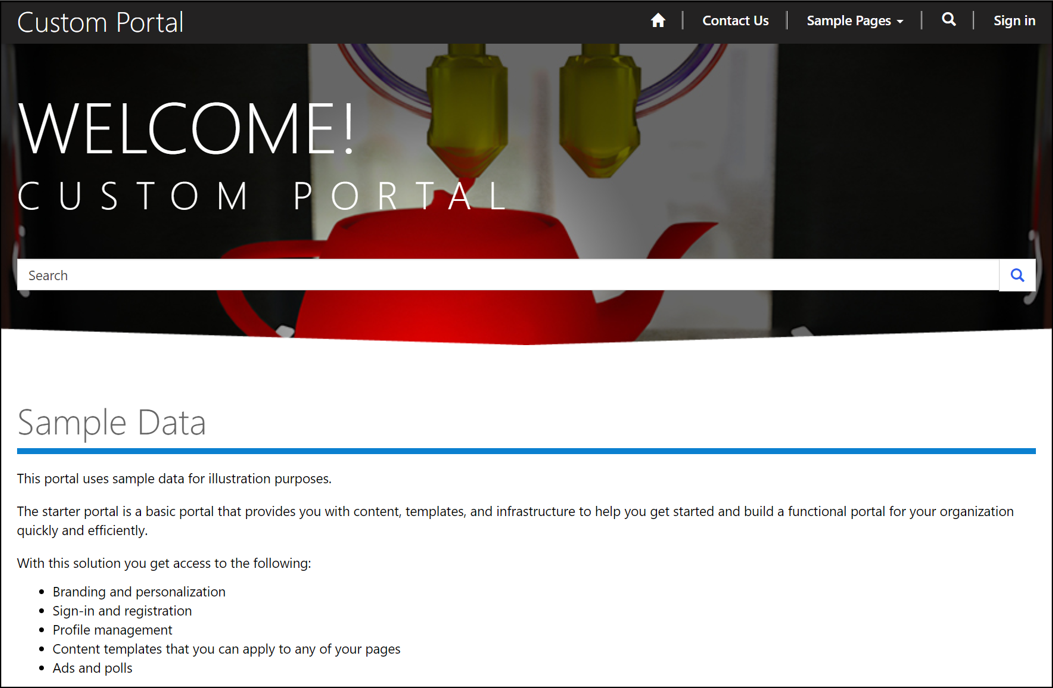 Custom Portal
Contact Us
Sample Pages
Sign in
WELCOME!
CUSTOM PORTAL
Search
Sample Data
This portal uses sample data for illustration purposes.
The starter portal is a basic portal that provides you with content, templates, and infrastructure to help you get started and build a functional portal for your organization
quickly and efficiently.
With this solution you get access to the following:
• Branding and personalization
• Sign-in and registration
• Profile management
• Content templates that you can apply to any of your pages
• Ads and polls